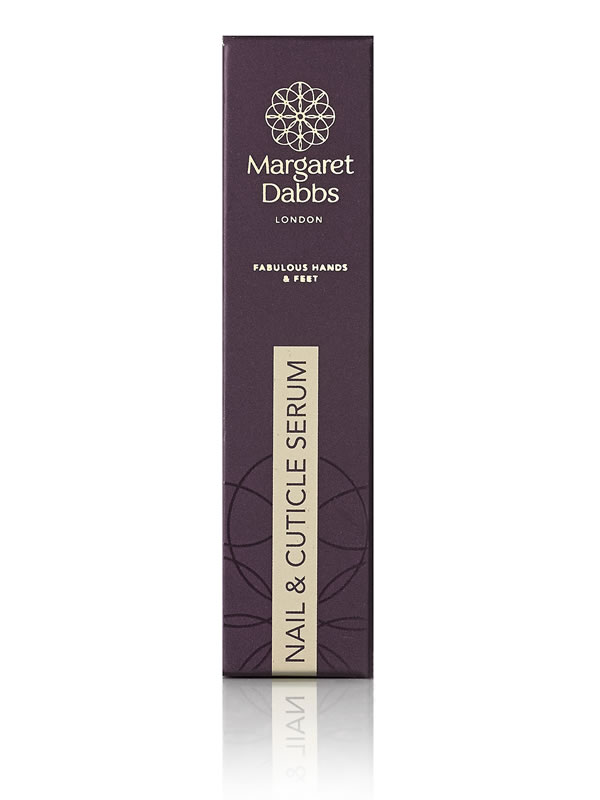 Margaret
Dabbs
LONDON
FABULOUS HANDS
& FEET
NAIL & CUTICLE SERUM